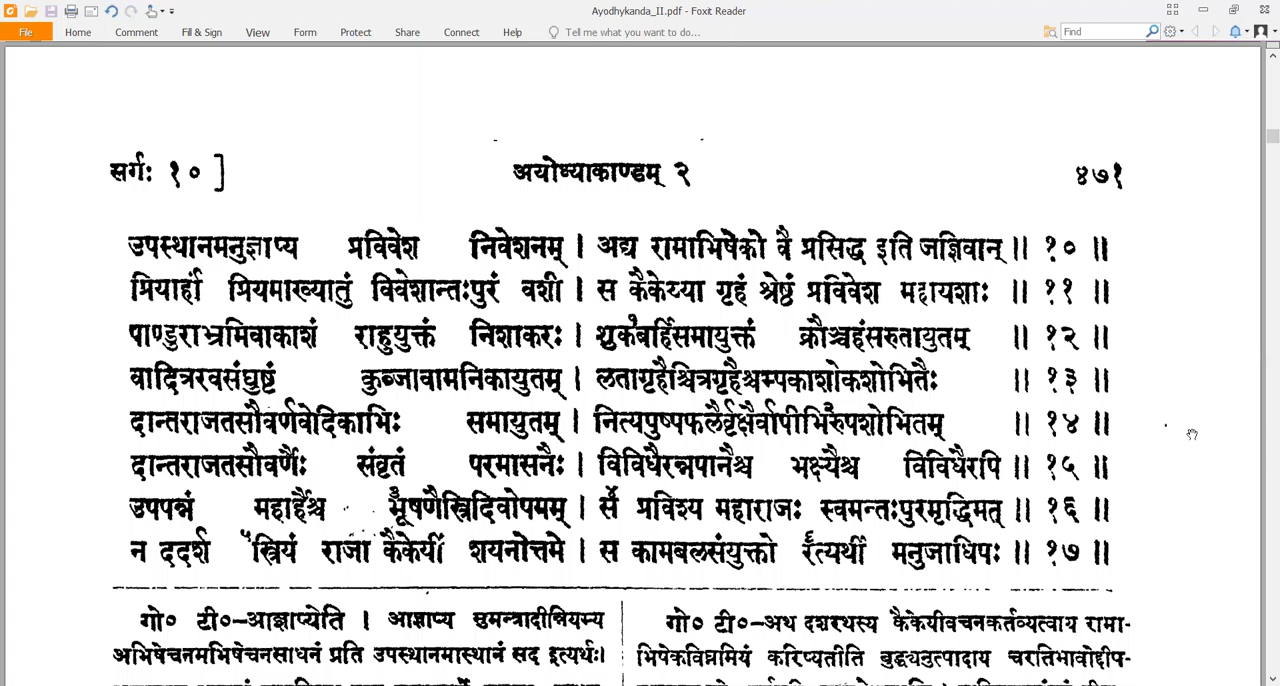 Ayodhykanda_II.pdf - Foxit Reader
File Home Comment Fill & Sign View Form Protect Share Connect Help Tell me what you want to do... Find
सर्गः १० ] अयोध्याकाण्डम् २ ४७१
उपस्थानमनुज्ञाप्य प्रविवेश निवेशनम् । अद्य रामाभिषेको वै प्रसिद्ध इति जज्ञिवान् ॥ १० ॥
प्रियार्हां प्रियमाख्यातुं विवेशान्तःपुरं वशी । स कैकेय्या गृहं श्रेष्ठं प्रविवेश महायशाः ॥ ११ ॥
पाण्डुराभ्रमिवाकाशं राहुयुक्तं निशाकरः । शुकबर्हिसमायुक्तं क्रौञ्चहंसरुतायुतम् ॥ १२ ॥
वादित्ररवसंघुष्टं कुब्जावामनिकायुतम् । लतागृहैश्चित्रगृहैश्चम्पकाशोकशोभितैः ॥ १३ ॥
दान्तराजतसौवर्णवेदिकाभिः समायुतम् । नित्यपुष्पफलैर्वृक्षैर्वापीभिरुपशोभितम् ॥ १४ ॥
दान्तराजतसौवर्णैः संवृतं परमासनैः । विविधैरन्नपानैश्च भक्ष्यैश्च विविधैरपि ॥ १५ ॥
उपपन्नं महार्हैश्च भूषणैस्त्रिदिवोपमम् । स प्रविश्य महाराजः स्वमन्तःपुरमृद्धिमत् ॥ १६ ॥
न ददर्श स्त्रियं राजा कैकेयीं शयनोत्तमे । स कामबलसंयुक्तो रत्यर्थी मनुजाधिपः ॥ १७ ॥
गो० टी०-आज्ञाप्येति । आज्ञाप्य सुमन्त्रादीन्नियम्य
अभिषेचनमभिषेचनसाधनं प्रति उपस्थानमास्थानं सद इत्यर्थः।
गो० टी०-अथ दशरथस्य कैकेयीवचनकर्तव्यत्वाय रामा-
भिषेकविघ्नमियं करिष्यतीति बुद्ध्यनुत्पादाय चरतिभावोद्दीप-